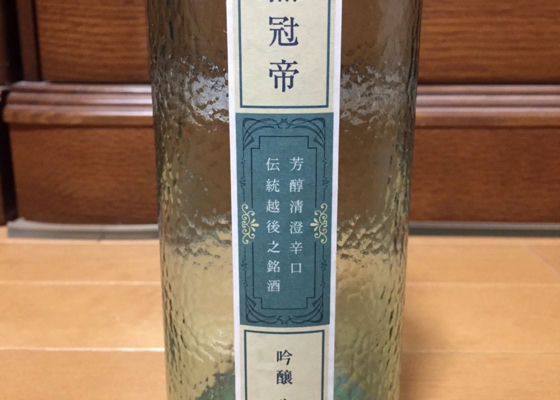 冠帝
芳醇清澄辛口
伝統越後之銘酒
吟醸